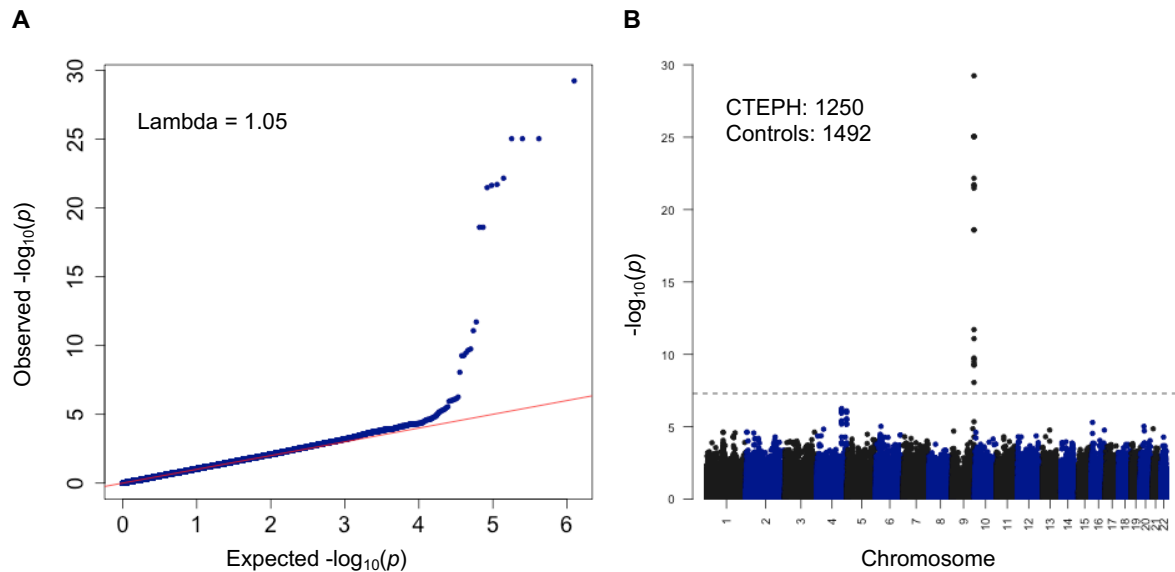 A
Lambda = 1.05
30
25
20
15
10
5
0
Observed -log10(p)
0 1 2 3 4 5 6
Expected -log10(p)
B
CTEPH: 1250
Controls: 1492
30
25
20
15
10
5
0
-log10(p)
1 2 3 4 5 6 7 8 9 10 11 12 13 14 15 16 17 18 19 20 21 22
Chromosome